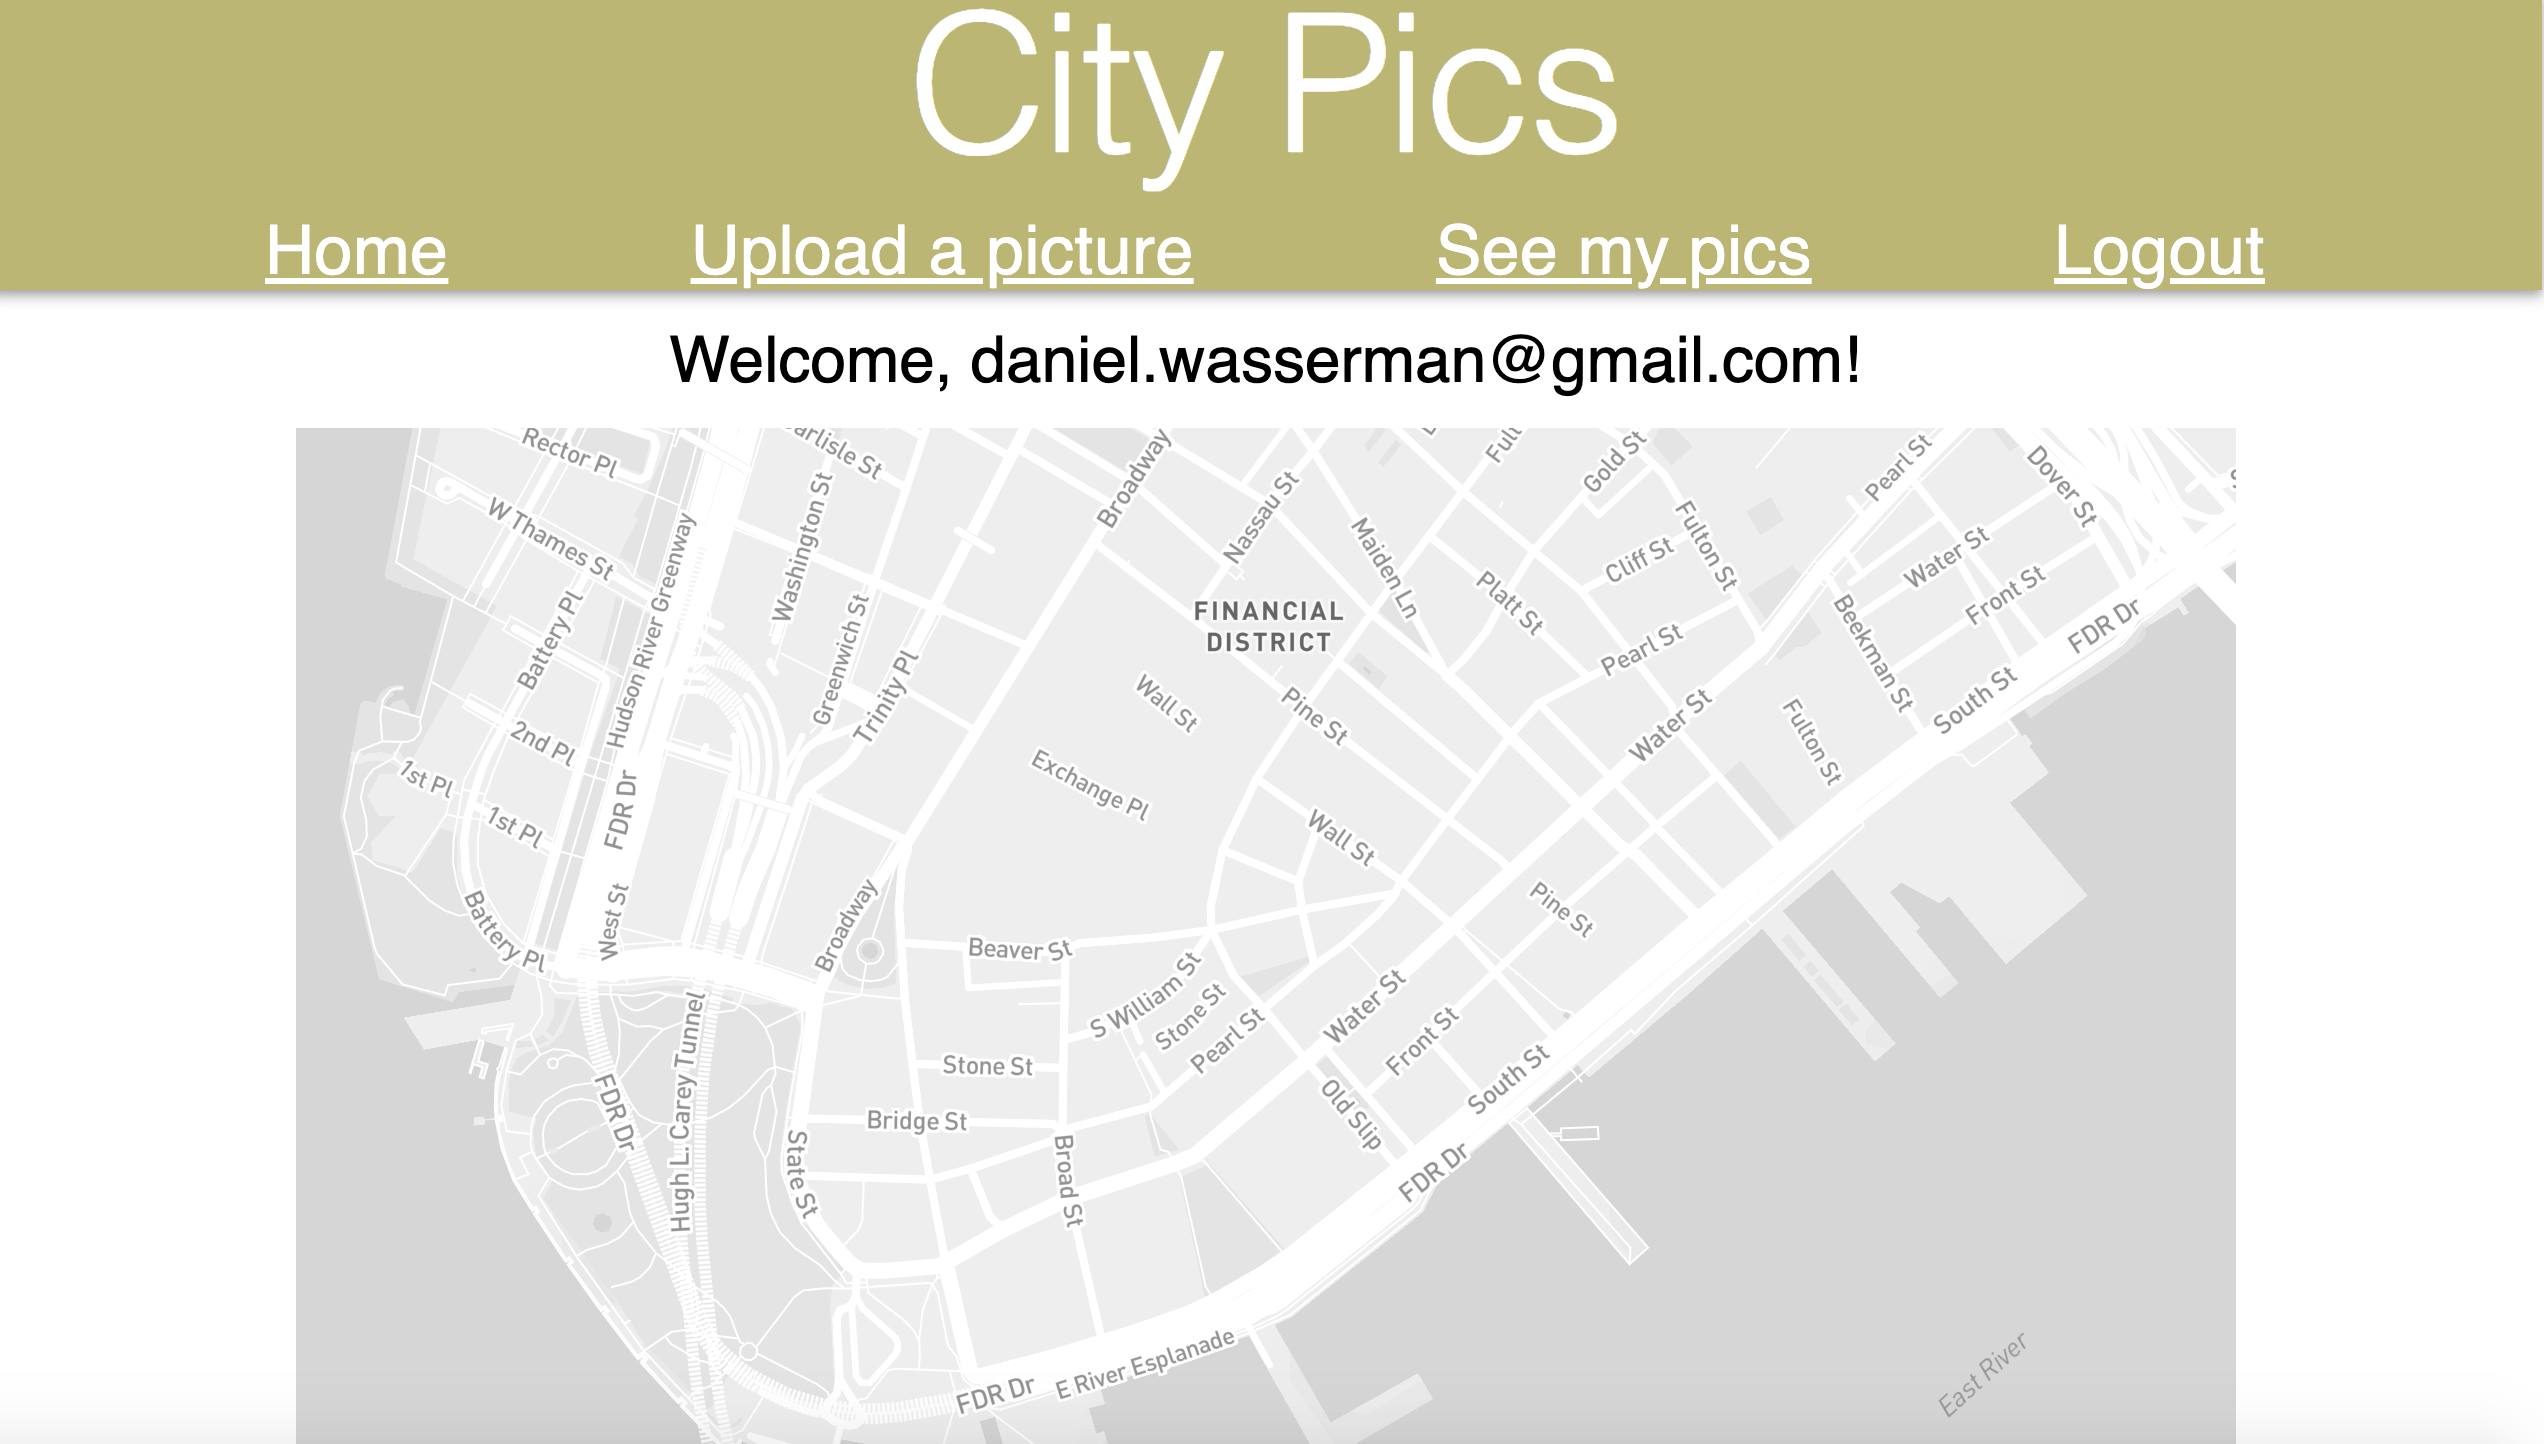 City Pics
Home
Upload a picture
See my pics
Logout
Welcome, daniel.wasserman@gmail.com!
Rector Pl
Broadway
Gold St
Pearl St
Dover St
W Thames St
Washington St
Nassau St
Maiden Ln
Fulton St
Cliff St
Water St
Front St
Battery Pl
Hudson River Greenway
Greenwich St
Trinity Pl
FINANCIAL
DISTRICT
Platt St
Pearl St
Beekman St
FDR Dr
2nd Pl
Wall St
Pine St
Water St
Fulton St
South St
1st Pl
1st Pl
FDR Dr
Exchange Pl
Wall St
Battery Pl
West St
Broadway
Beaver St
Pine St
S William St
Stone St
Pearl St
Water St
Front St
South St
FDR Dr
Hugh L. Carey Tunnel
Stone St
Bridge St
State St
Broad St
Old Slip
FDR Dr
FDR Dr
E River Esplanade
East River